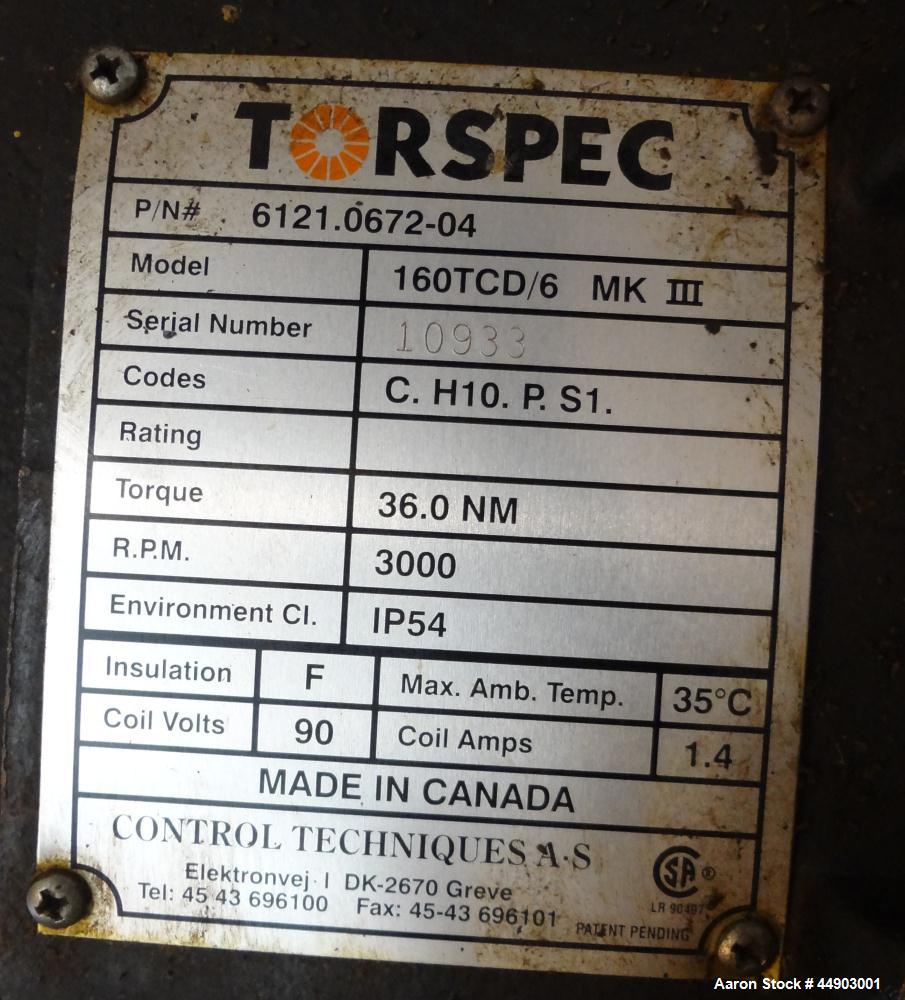 TORSPEC
P/N# 6121.0672-04
Model 160TCD/6 MK III
Serial Number 10933
Codes C. H10. P. S1.
Rating
Torque 36.0 NM
R.P.M. 3000
Environment Cl. IP54
Insulation F Max. Amb. Temp. 35°C
Coil Volts 90 Coil Amps 1.4
MADE IN CANADA
CONTROL TECHNIQUES A·S
Elektronvej·I DK-2670 Greve
Tel: 45 43 696100 Fax: 45-43 696101
SA®
LR
PATENT PENDING
Aaron Stock # 44903001